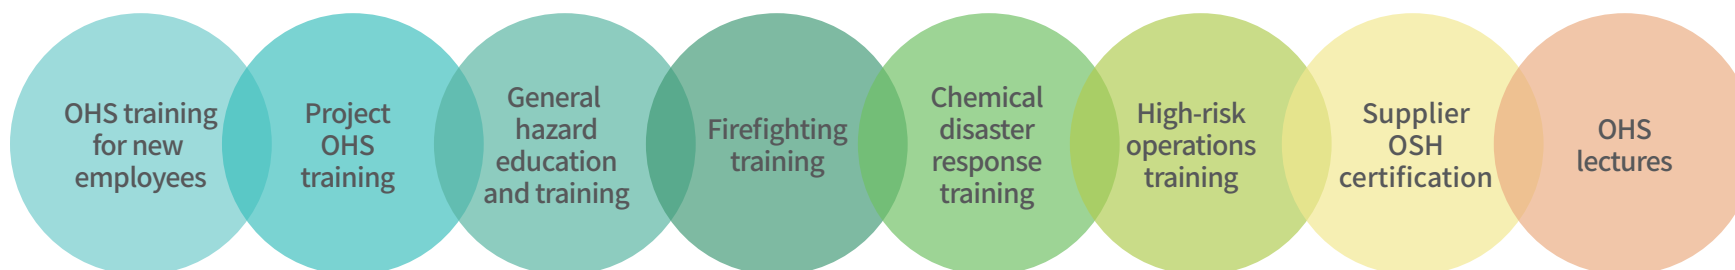 OHS training
for new
employees
Project
OHS
training
General
hazard
education
and training
Firefighting
training
Chemical
disaster
response
training
High-risk
operations
training
Supplier
OSH
certification
OHS
lectures